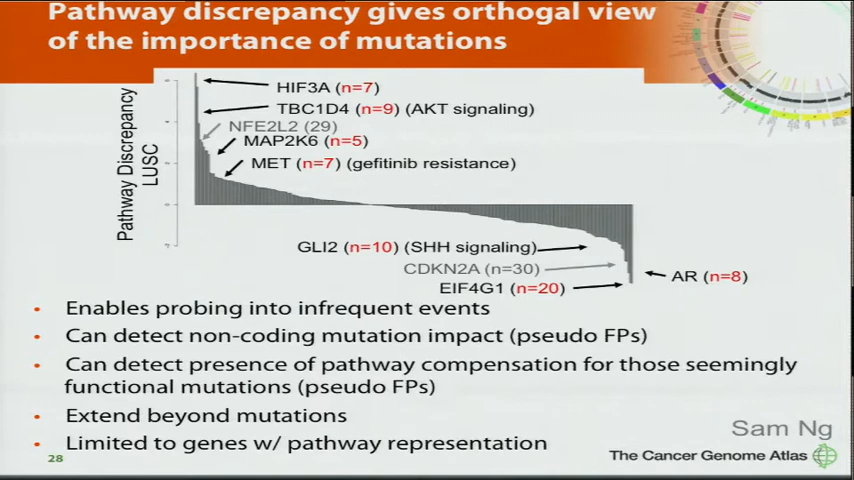 Pathway discrepancy gives orthogal view
of the importance of mutations
Pathway Discrepancy
LUSC
HIF3A (n=7)
TBC1D4 (n=9) (AKT signaling)
NFE2L2 (29)
MAP2K6 (n=5)
MET (n=7) (gefitinib resistance)
GLI2 (n=10) (SHH signaling)
CDKN2A (n=30)
AR (n=8)
EIF4G1 (n=20)
• Enables probing into infrequent events
• Can detect non-coding mutation impact (pseudo FPs)
• Can detect presence of pathway compensation for those seemingly
functional mutations (pseudo FPs)
• Extend beyond mutations
• Limited to genes w/ pathway representation
Sam Ng
28
The Cancer Genome Atlas